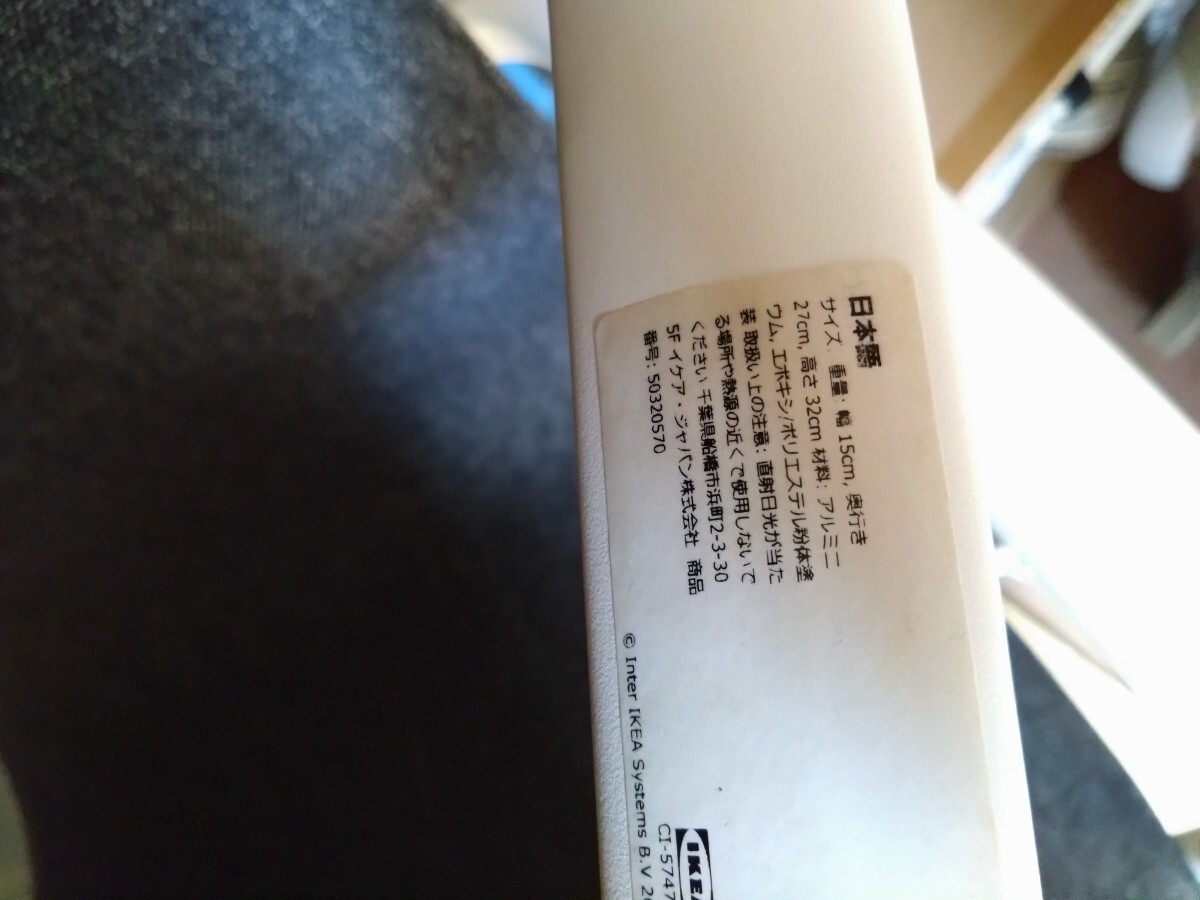 日本語
サイズ、重量: 幅 15cm, 奥行き
27cm, 高さ 32cm 材料: アルミニ
ウム, エポキシ/ポリエステル粉体塗
装 取扱い上の注意: 直射日光が当た
る場所や熱源の近くで使用しないで
ください 千葉県船橋市浜町2-3-30
5F イケア・ジャパン株式会社 商品
番号: 50320570
© Inter IKEA Systems B.V
CI-5747
IKEA